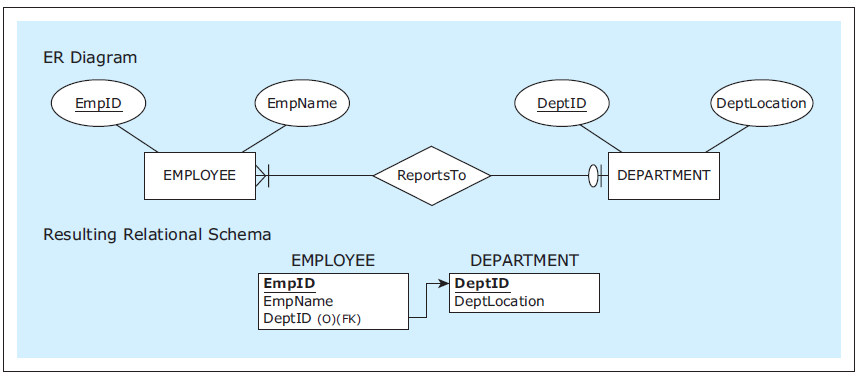 ER Diagram
EmpID
EmpName
DeptID
DeptLocation
EMPLOYEE
ReportsTo
DEPARTMENT
Resulting Relational Schema
EMPLOYEE
EmpID
EmpName
DeptID (O)(FK)
DEPARTMENT
DeptID
DeptLocation